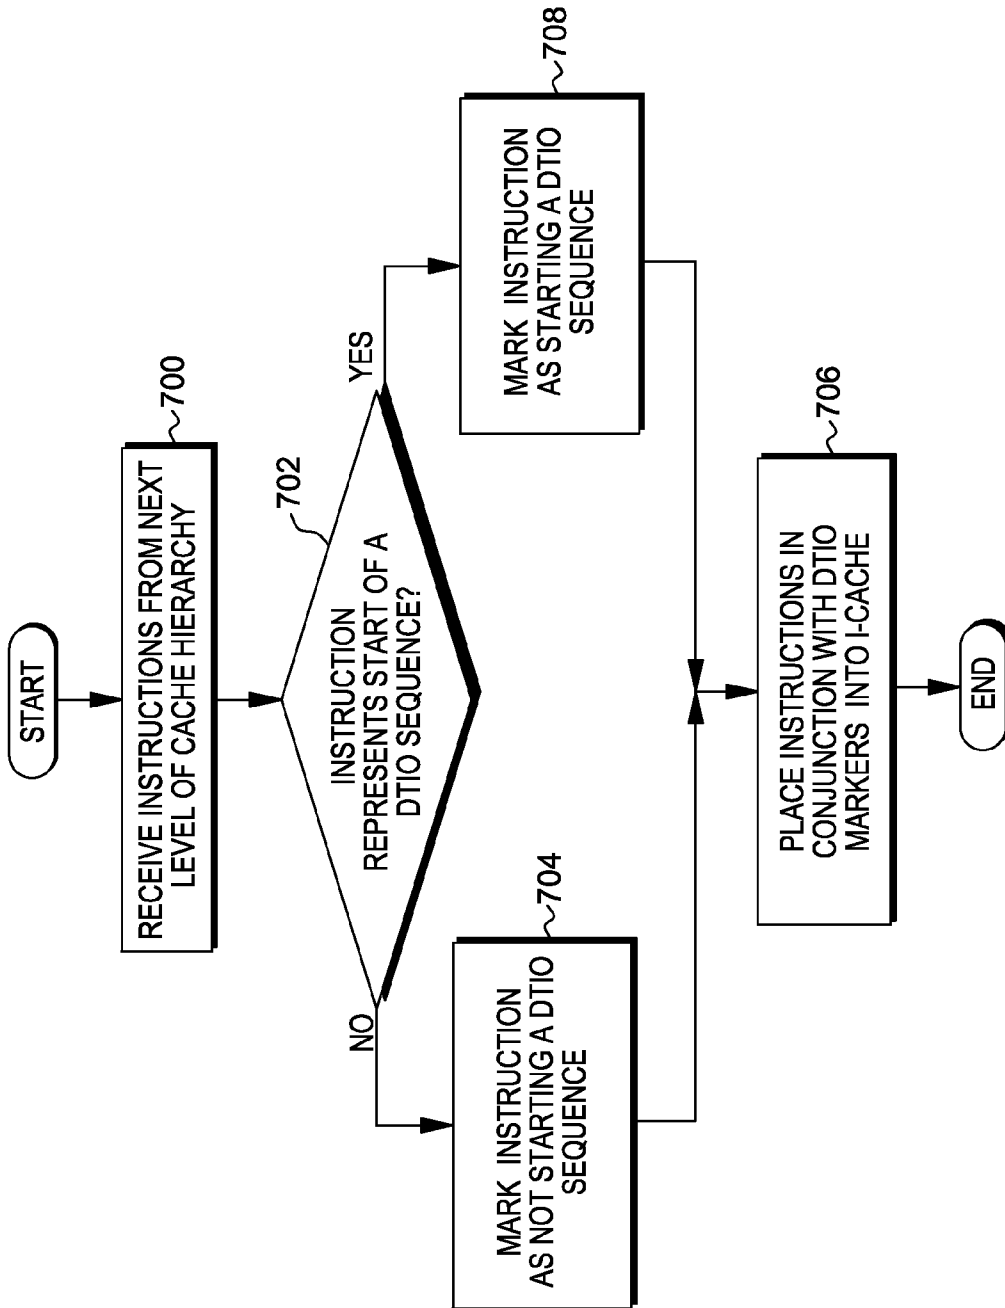 START
RECEIVE INSTRUCTIONS FROM NEXT
LEVEL OF CACHE HIERARCHY
700
702
INSTRUCTION
REPRESENTS START OF A
DTIO SEQUENCE?
NO
YES
704
MARK INSTRUCTION
AS NOT STARTING A DTIO
SEQUENCE
708
MARK INSTRUCTION
AS STARTING A DTIO
SEQUENCE
706
PLACE INSTRUCTIONS IN
CONJUNCTION WITH DTIO
MARKERS INTO I-CACHE
END